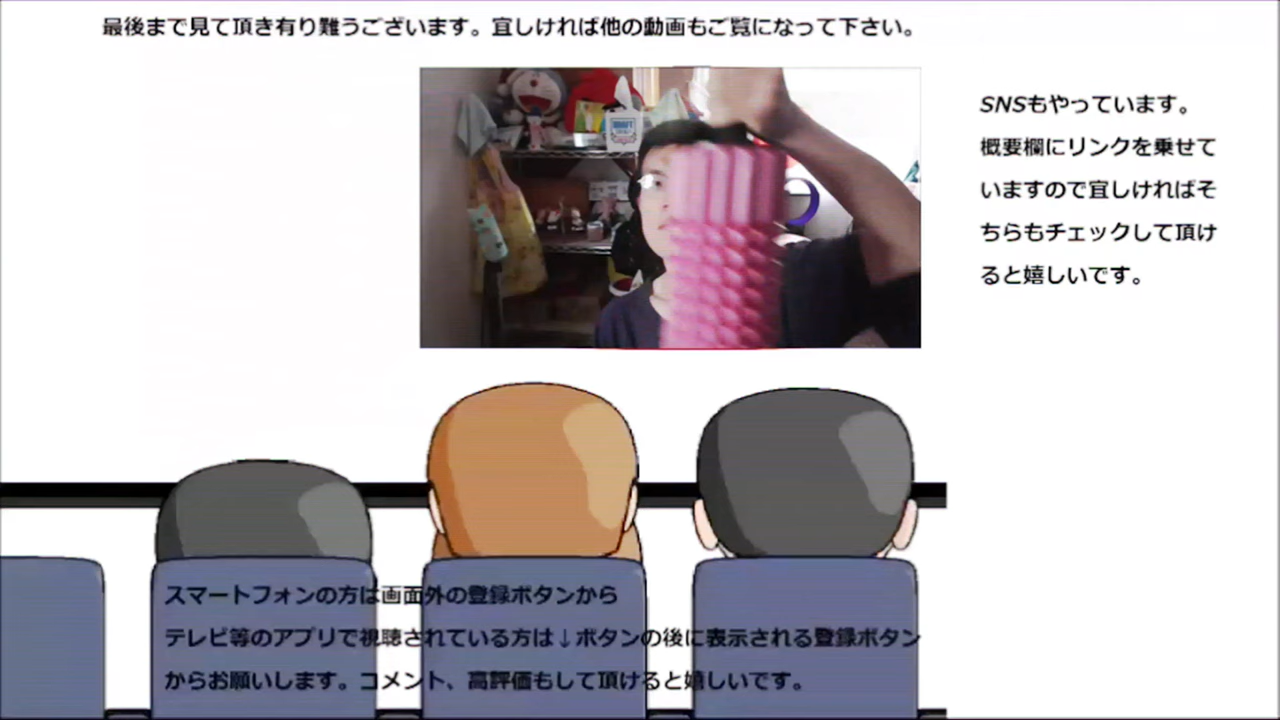 最後まで見て頂き有り難うございます。宜しければ他の動画もご覧になって下さい。
SNSもやっています。
概要欄にリンクを乗せて
いますので宜しければそ
ちらもチェックして頂け
ると嬉しいです。
スマートフォンの方は画面外の登録ボタンから
テレビ等のアプリで視聴されている方は↓ボタンの後に表示される登録ボタン
からお願いします。コメント、高評価もして頂けると嬉しいです。